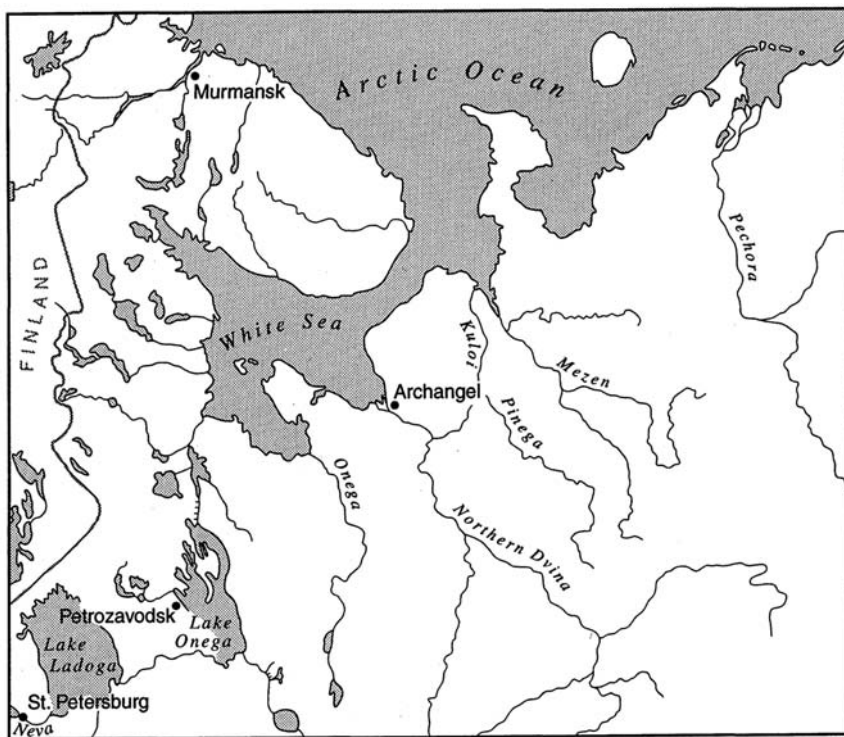 Arctic Ocean
Murmansk
Pechora
FINLAND
White Sea
Kuloi
Mezen
Archangel
Pinega
Onega
Northern Dvina
Petrozavodsk
Lake
Onega
Lake
Ladoga
St. Petersburg
Neva